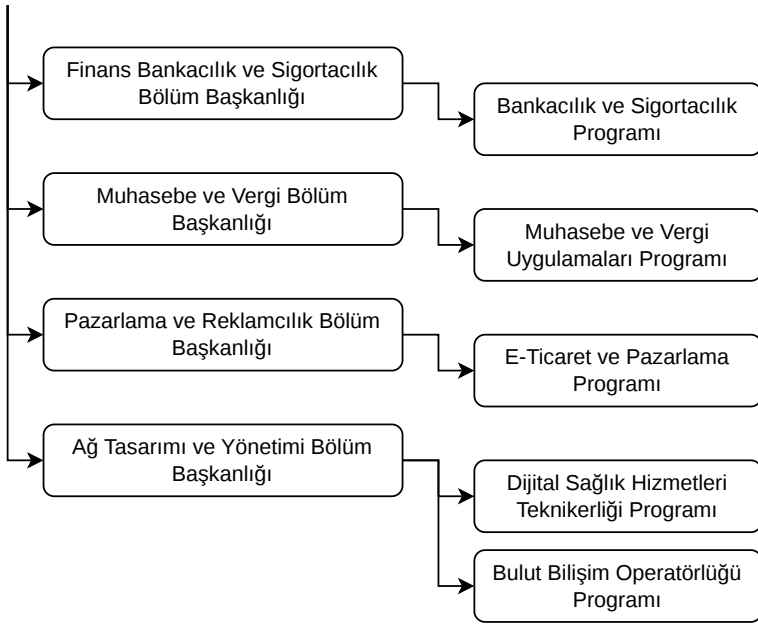 Finans Bankacılık ve Sigortacılık
Bölüm Başkanlığı
Bankacılık ve Sigortacılık
Programı
Muhasebe ve Vergi Bölüm
Başkanlığı
Muhasebe ve Vergi
Uygulamaları Programı
Pazarlama ve Reklamcılık Bölüm
Başkanlığı
E-Ticaret ve Pazarlama
Programı
Ağ Tasarımı ve Yönetimi Bölüm
Başkanlığı
Dijital Sağlık Hizmetleri
Teknikerliği Programı
Bulut Bilişim Operatörlüğü
Programı